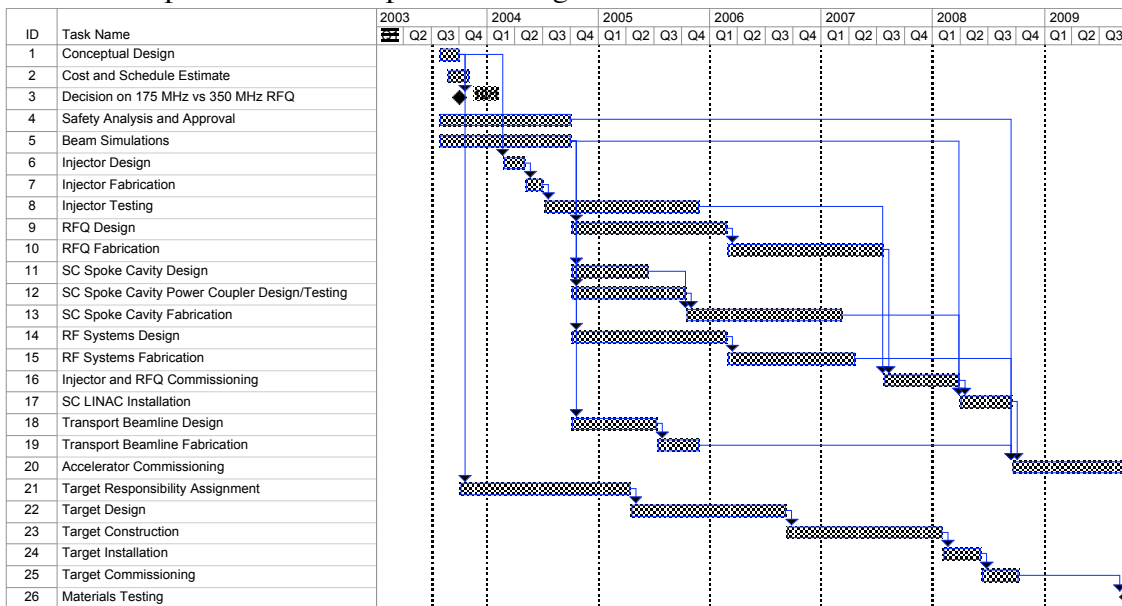 2003 2004 2005 2006 2007 2008 2009
ID Task Name Q2 Q3 Q4 Q1 Q2 Q3 Q4 Q1 Q2 Q3 Q4 Q1 Q2 Q3 Q4 Q1 Q2 Q3 Q4 Q1 Q2 Q3 Q4 Q1 Q2 Q3
1 Conceptual Design
2 Cost and Schedule Estimate
3 Decision on 175 MHz vs 350 MHz RFQ
4 Safety Analysis and Approval
5 Beam Simulations
6 Injector Design
7 Injector Fabrication
8 Injector Testing
9 RFQ Design
10 RFQ Fabrication
11 SC Spoke Cavity Design
12 SC Spoke Cavity Power Coupler Design/Testing
13 SC Spoke Cavity Fabrication
14 RF Systems Design
15 RF Systems Fabrication
16 Injector and RFQ Commissioning
17 SC LINAC Installation
18 Transport Beamline Design
19 Transport Beamline Fabrication
20 Accelerator Commissioning
21 Target Responsibility Assignment
22 Target Design
23 Target Construction
24 Target Installation
25 Target Commissioning
26 Materials Testing